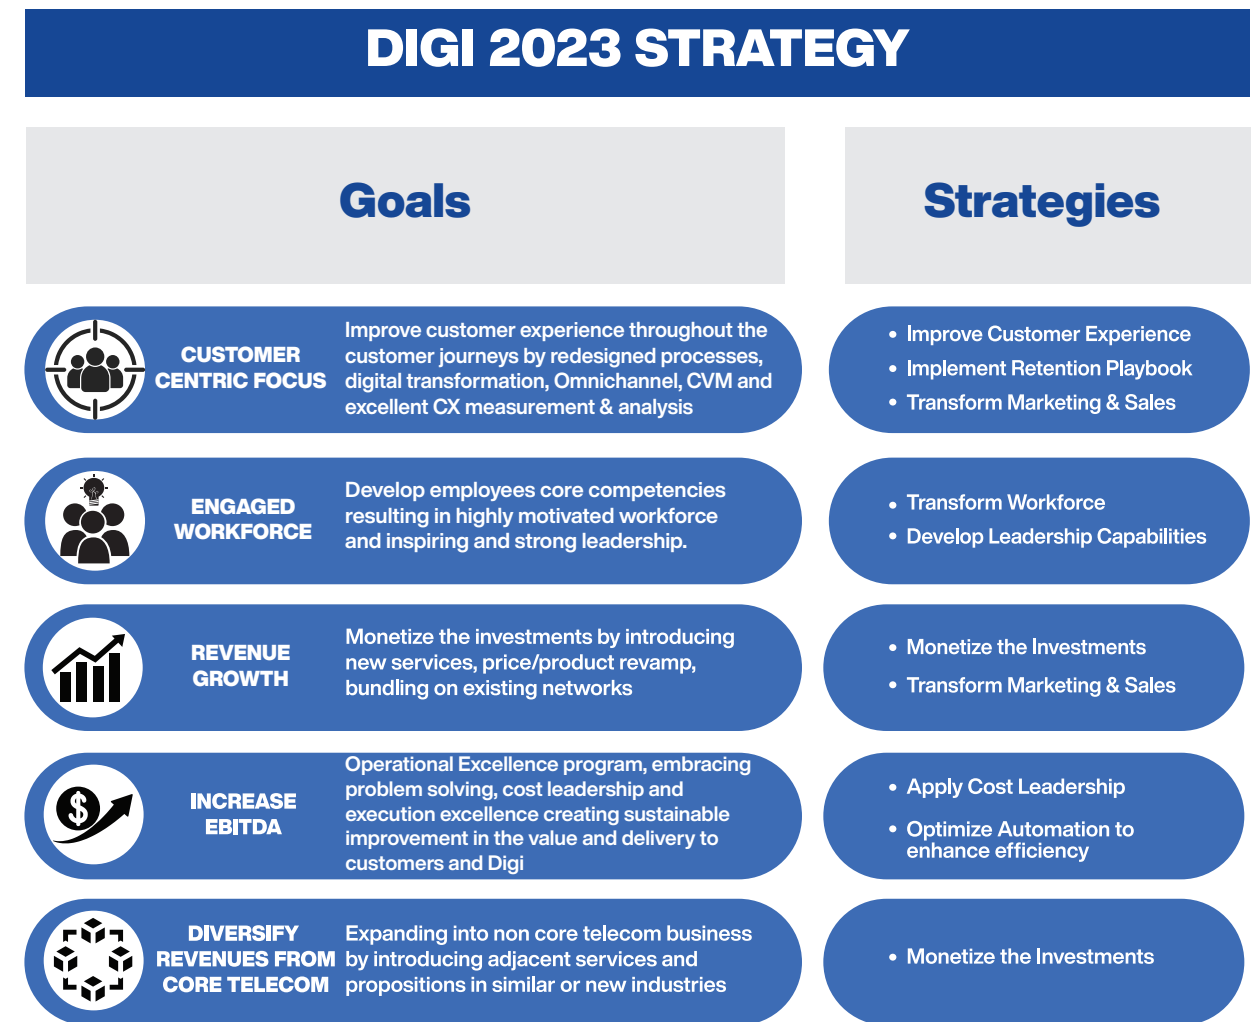 DIGI 2023 STRATEGY
Goals
Strategies
CUSTOMER
CENTRIC FOCUS
Improve customer experience throughout the
customer journeys by redesigned processes,
digital transformation, Omnichannel, CVM and
excellent CX measurement & analysis
• Improve Customer Experience
• Implement Retention Playbook
• Transform Marketing & Sales
ENGAGED
WORKFORCE
Develop employees core competencies
resulting in highly motivated workforce
and inspiring and strong leadership.
• Transform Workforce
• Develop Leadership Capabilities
REVENUE
GROWTH
Monetize the investments by introducing
new services, price/product revamp,
bundling on existing networks
• Monetize the Investments
• Transform Marketing & Sales
$
INCREASE
EBITDA
Operational Excellence program, embracing
problem solving, cost leadership and
execution excellence creating sustainable
improvement in the value and delivery to
customers and Digi
• Apply Cost Leadership
• Optimize Automation to
enhance efficiency
DIVERSIFY
REVENUES FROM
CORE TELECOM
Expanding into non core telecom business
by introducing adjacent services and
propositions in similar or new industries
• Monetize the Investments